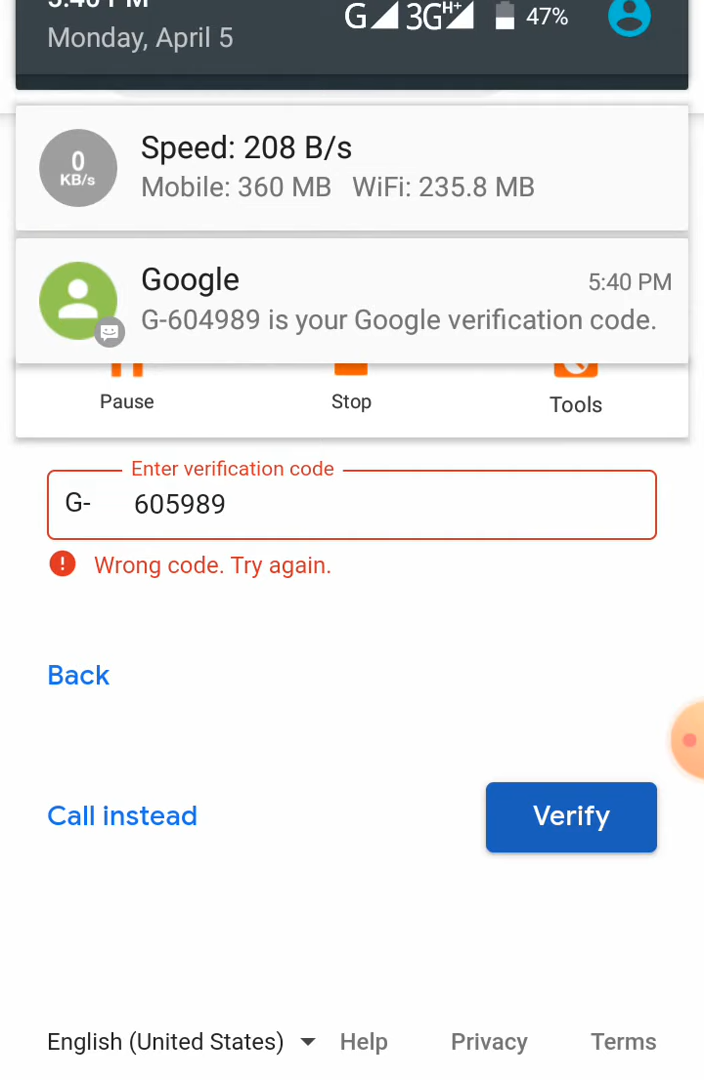 Monday, April 5
G 3G H+ 47%
0
KB/s
Speed: 208 B/s
Mobile: 360 MB WiFi: 235.8 MB
Google 5:40 PM
G-604989 is your Google verification code.
Pause Stop Tools
Enter verification code
G- 605989
! Wrong code. Try again.
Back
Call instead Verify
English (United States) Help Privacy Terms